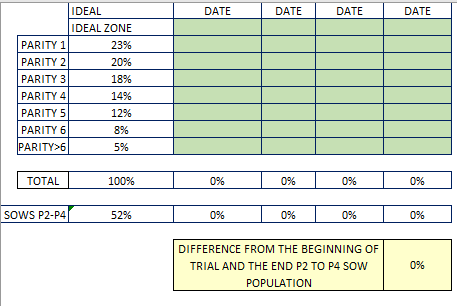 IDEAL DATE DATE DATE DATE
IDEAL ZONE
PARITY 1 23%
PARITY 2 20%
PARITY 3 18%
PARITY 4 14%
PARITY 5 12%
PARITY 6 8%
PARITY>6 5%
TOTAL 100% 0% 0% 0% 0%
SOWS P2-P4 52% 0% 0% 0% 0%
DIFFERENCE FROM THE BEGINNING OF
TRIAL AND THE END P2 TO P4 SOW 0%
POPULATION